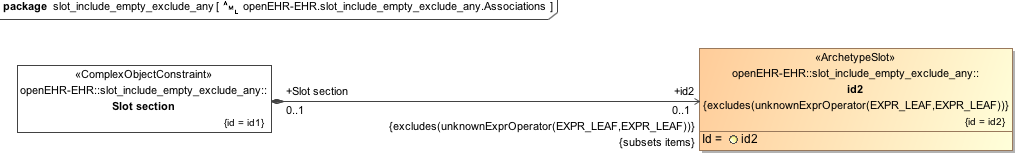 package slot_include_empty_exclude_any [ AML openEHR-EHR.slot_include_empty_exclude_any.Associations ]
«ComplexObjectConstraint»
openEHR-EHR::slot_include_empty_exclude_any::
Slot section
{id = id1}
+Slot section
0..1
+id2
0..1
{excludes(unknownExprOperator(EXPR_LEAF,EXPR_LEAF))}
{subsets items}
«ArchetypeSlot»
openEHR-EHR::slot_include_empty_exclude_any::
id2
{excludes(unknownExprOperator(EXPR_LEAF,EXPR_LEAF))}
{id = id2}
Id = id2